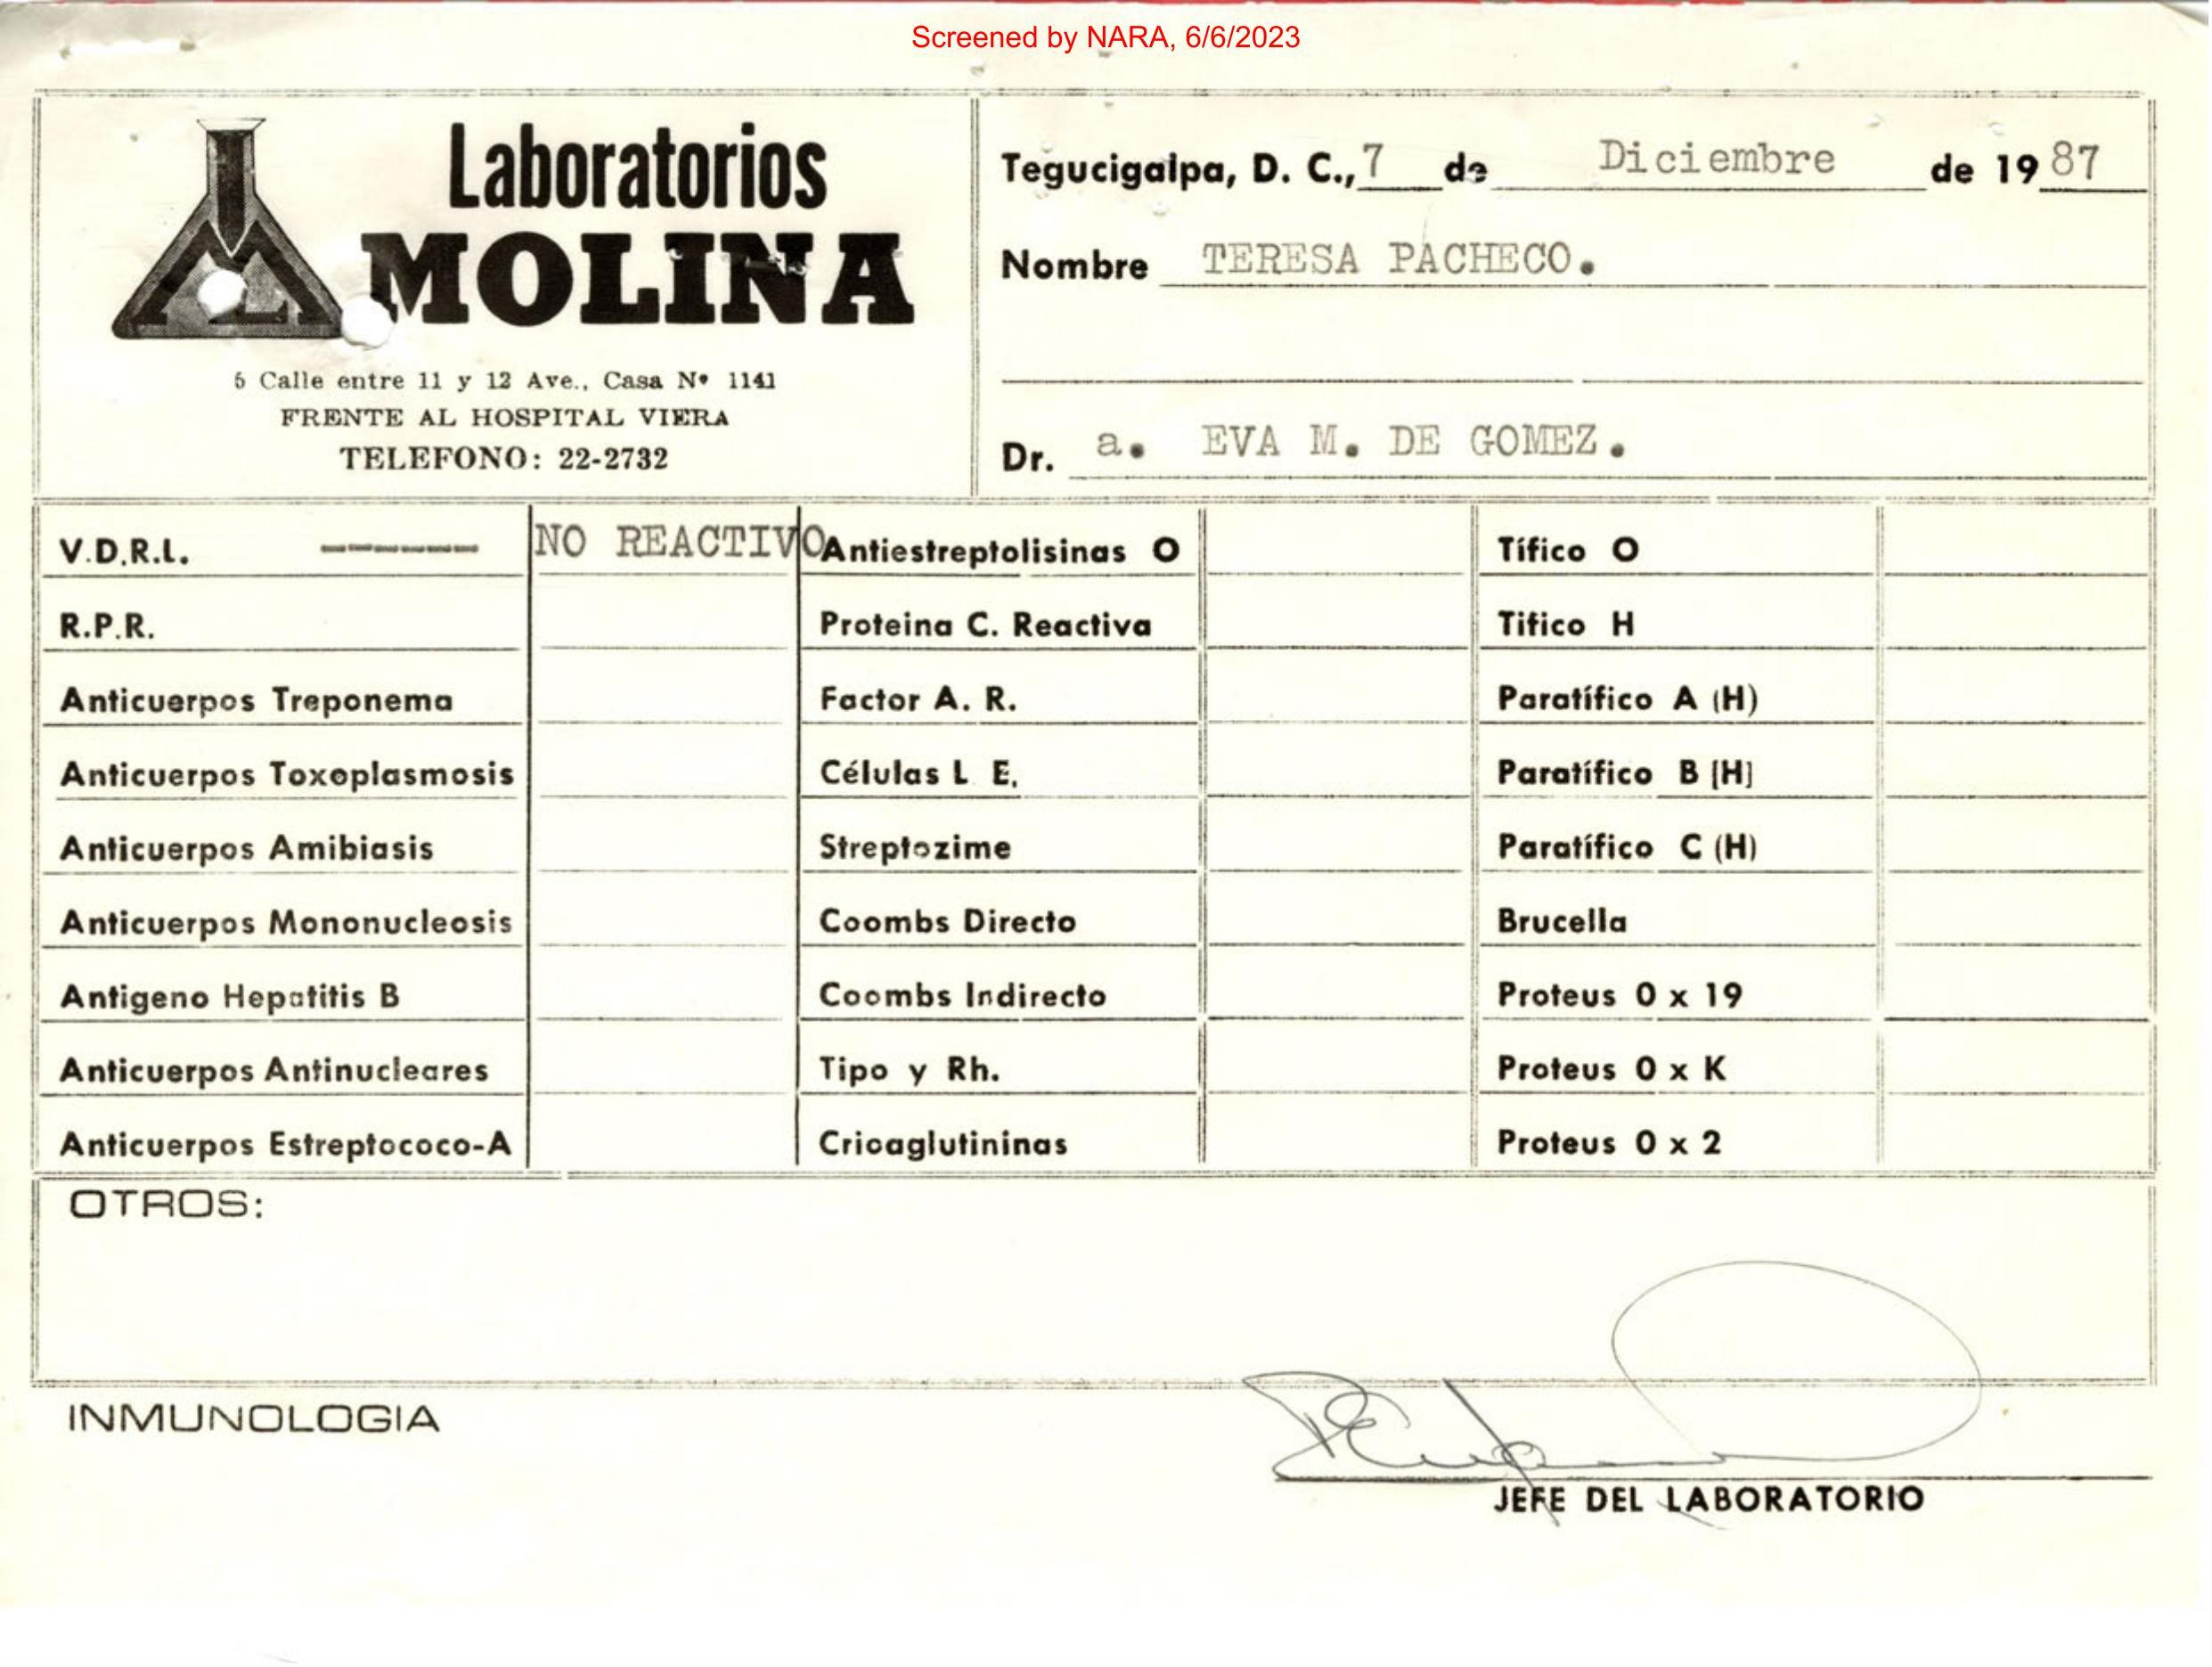 Screened by NARA, 6/6/2023
Laboratorios
MOLINA
5 Calle entre 11 y 12 Ave., Casa Nº 1141
FRENTE AL HOSPITAL VIERA
TELEFONO: 22-2732
Tegucigalpa, D. C., 7 de Diciembre de 1987
Nombre TERESA PACHECO.
Dr. a. EVA M. DE GOMEZ.
V.D.R.L. ------ NO REACTIVO Antiestreptolisinas O Tífico O
R.P.R. Proteina C. Reactiva Tifico H
Anticuerpos Treponema Factor A. R. Paratífico A (H)
Anticuerpos Toxoplasmosis Células L E. Paratífico B [H]
Anticuerpos Amibiasis Streptozime Paratífico C (H)
Anticuerpos Mononucleosis Coombs Directo Brucella
Antigeno Hepatitis B Coombs Indirecto Proteus 0 x 19
Anticuerpos Antinucleares Tipo y Rh. Proteus 0 x K
Anticuerpos Estreptococo-A Crioaglutininas Proteus 0 x 2
OTROS:
INMUNOLOGIA
JEFE DEL LABORATORIO